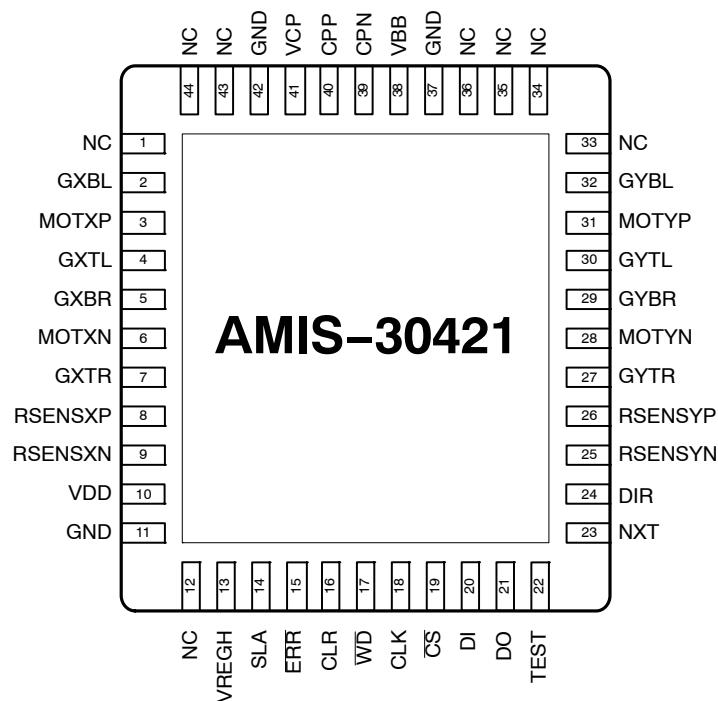 NC NC GND VCP CPP CPN VBB GND NC NC NC
44 43 42 41 40 39 38 37 36 35 34
NC 1 33 NC
GXBL 2 32 GYBL
MOTXP 3 31 MOTYP
GXTL 4 30 GYTL
GXBR 5 29 GYBR
AMIS–30421
MOTXN 6 28 MOTYN
GXTR 7 27 GYTR
RSENSXP 8 26 RSENSYP
RSENSXN 9 25 RSENSYN
VDD 10 24 DIR
GND 11 23 NXT
12 13 14 15 16 17 18 19 20 21 22
NC VREGH SLA ERR CLR WD CLK CS DI DO TEST